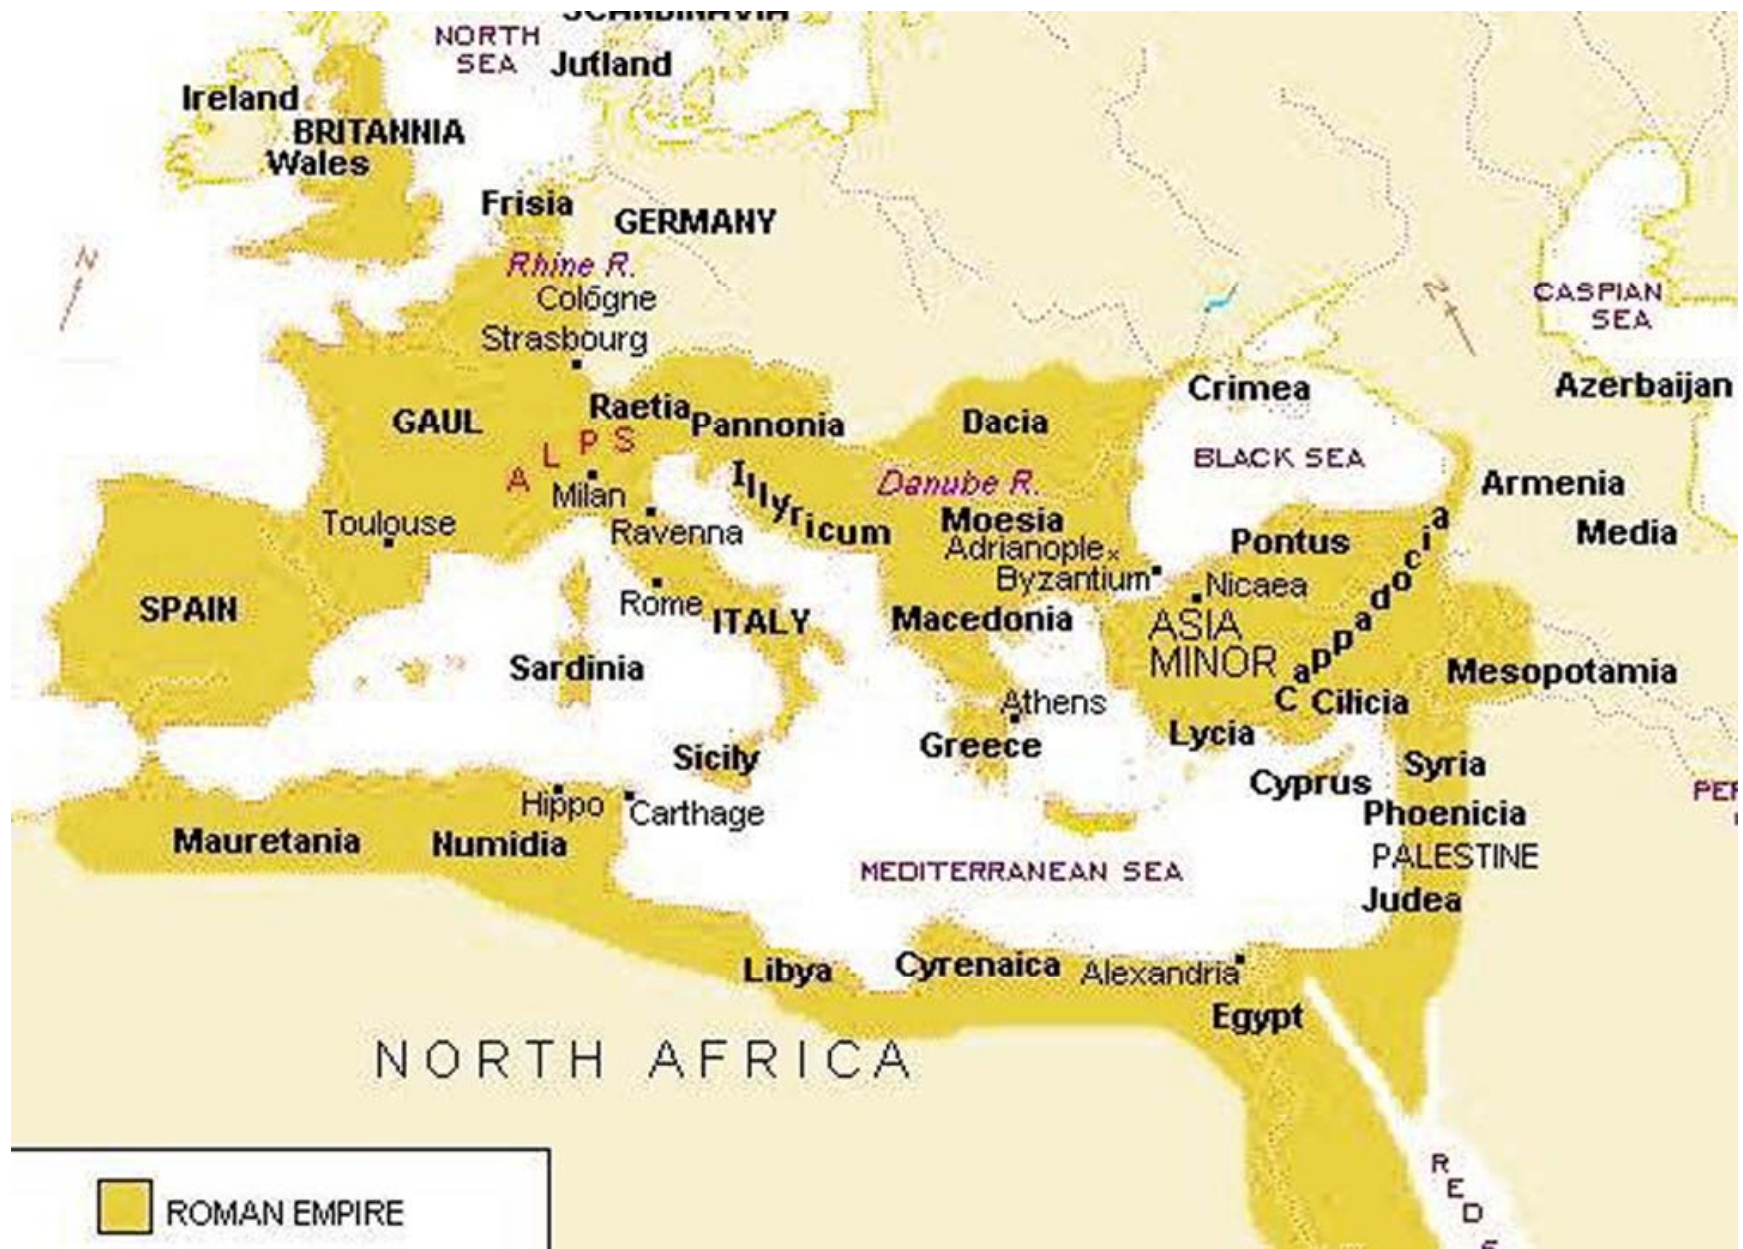 SCANDINAVIA
NORTH
SEA
Jutland
Ireland
BRITANNIA
Wales
Frisia
GERMANY
N
Rhine R.
Cologne
Strasbourg
N
CASPIAN
SEA
Crimea
Azerbaijan
GAUL
Raetia
Pannonia
Dacia
ALPS
BLACK SEA
Milan
Illyricum
Danube R.
Armenia
Toulouse
Ravenna
Moesia
Adrianople
Byzantium
Pontus
Media
Nicaea
Cappadocia
SPAIN
Rome
ITALY
Macedonia
ASIA
MINOR
Sardinia
Mesopotamia
Athens
Cilicia
Greece
Lycia
Sicily
Cyprus
Syria
Hippo
Carthage
Phoenicia
Mauretania
Numidia
PALESTINE
MEDITERRANEAN SEA
Judea
Libya
Cyrenaica
Alexandria
Egypt
NORTH AFRICA
RED
ROMAN EMPIRE